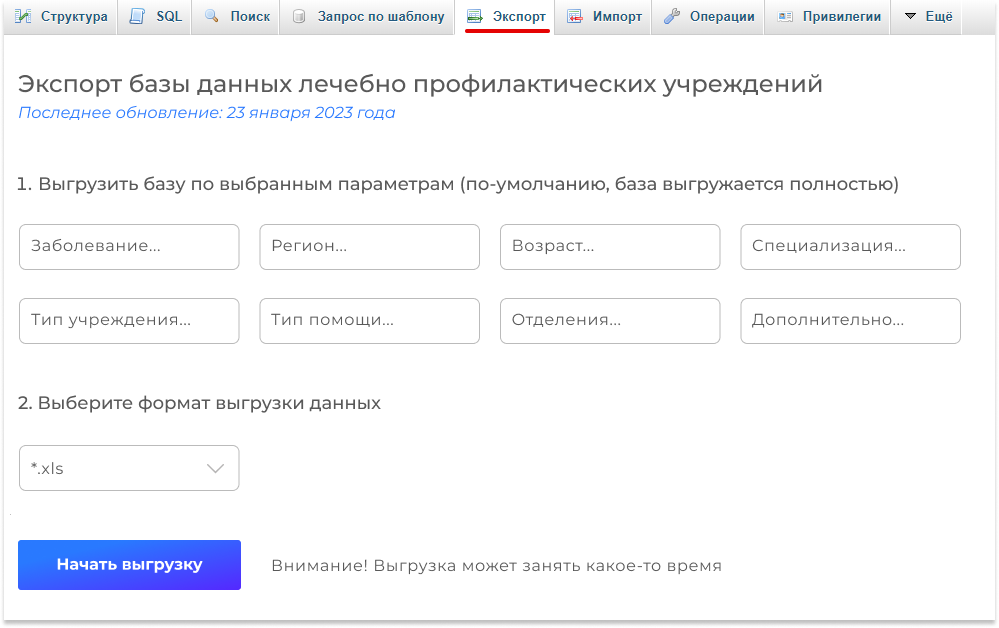 Структура SQL Поиск Запрос по шаблону Экспорт Импорт Операции Привилегии Ещё
Экспорт базы данных лечебно профилактических учреждений
Последнее обновление: 23 января 2023 года
1. Выгрузить базу по выбранным параметрам (по-умолчанию, база выгружается полностью)
Заболевание... Регион... Возраст... Специализация...
Тип учреждения... Тип помощи... Отделения... Дополнительно...
2. Выберите формат выгрузки данных
*.xls
Начать выгрузку Внимание! Выгрузка может занять какое-то время